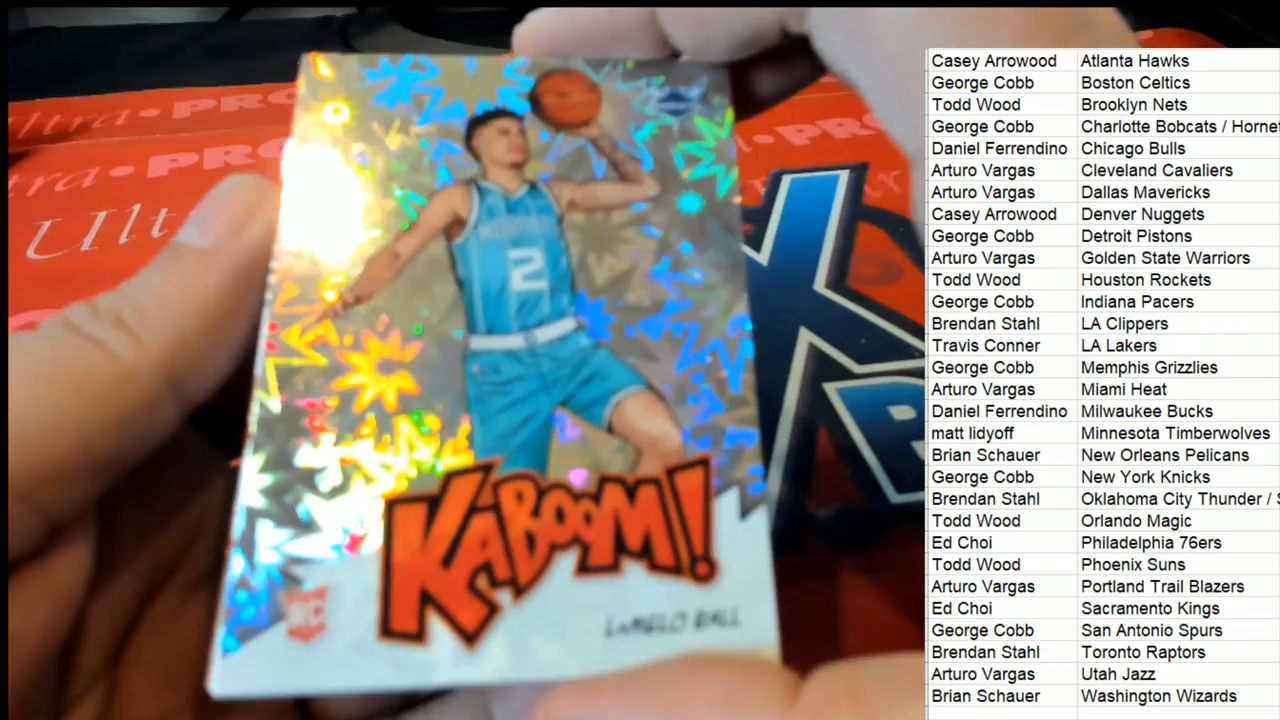 Ultra•PRO
Ultra•PRO
Ult
PRO
K
B
2
KABOOM!
RC
LAMELO BALL
Casey Arrowood Atlanta Hawks
George Cobb Boston Celtics
Todd Wood Brooklyn Nets
George Cobb Charlotte Bobcats / Hornet
Daniel Ferrendino Chicago Bulls
Arturo Vargas Cleveland Cavaliers
Arturo Vargas Dallas Mavericks
Casey Arrowood Denver Nuggets
George Cobb Detroit Pistons
Arturo Vargas Golden State Warriors
Todd Wood Houston Rockets
George Cobb Indiana Pacers
Brendan Stahl LA Clippers
Travis Conner LA Lakers
George Cobb Memphis Grizzlies
Arturo Vargas Miami Heat
Daniel Ferrendino Milwaukee Bucks
matt lidyoff Minnesota Timberwolves
Brian Schauer New Orleans Pelicans
George Cobb New York Knicks
Brendan Stahl Oklahoma City Thunder / S
Todd Wood Orlando Magic
Ed Choi Philadelphia 76ers
Todd Wood Phoenix Suns
Arturo Vargas Portland Trail Blazers
Ed Choi Sacramento Kings
George Cobb San Antonio Spurs
Brendan Stahl Toronto Raptors
Arturo Vargas Utah Jazz
Brian Schauer Washington Wizards